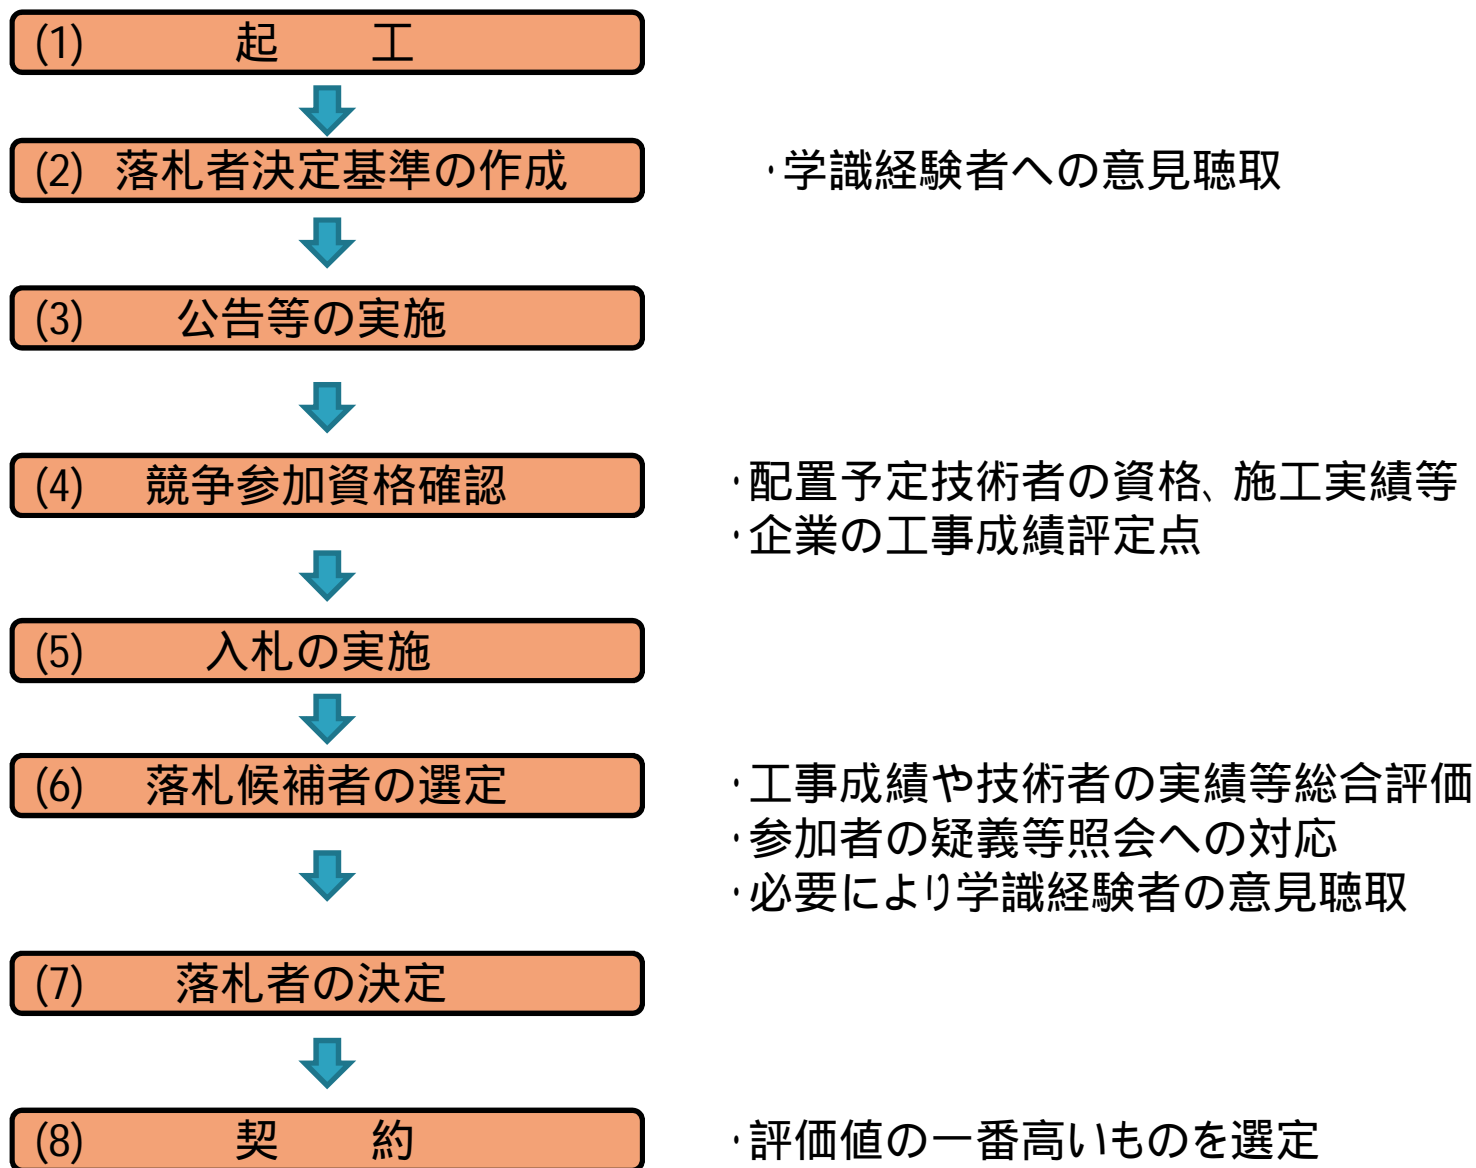 (1) 起 工
(2) 落札者決定基準の作成 ・学識経験者への意見聴取
(3) 公告等の実施
(4) 競争参加資格確認 ・配置予定技術者の資格、施工実績等
・企業の工事成績評定点
(5) 入札の実施
(6) 落札候補者の選定 ・工事成績や技術者の実績等総合評価
・参加者の疑義等照会への対応
・必要により学識経験者の意見聴取
(7) 落札者の決定
(8) 契 約 ・評価値の一番高いものを選定